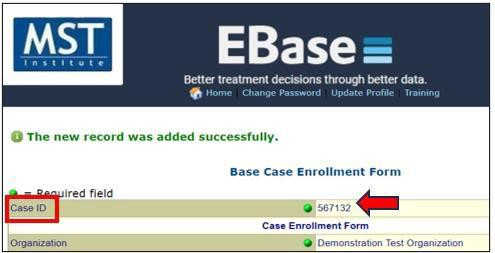 MST
Institute
EBase
Better treatment decisions through better data.
Home Change Password Update Profile Training
The new record was added successfully.
Base Case Enrollment Form
= Required field
Case ID 567132
Case Enrollment Form
Organization Demonstration Test Organization